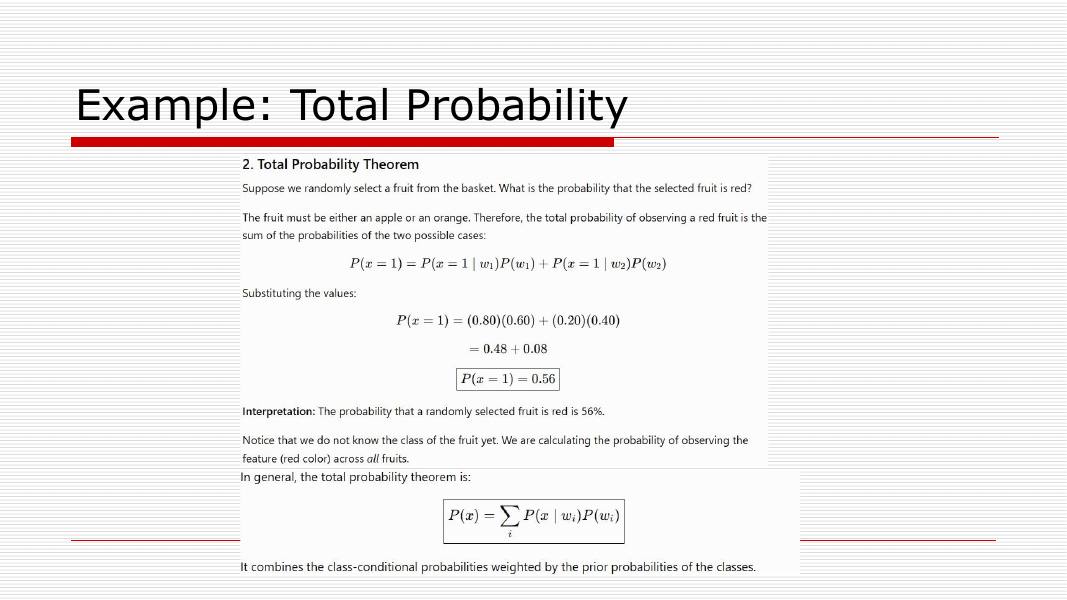 Example: Total Probability
2. Total Probability Theorem
Suppose we randomly select a fruit from the basket. What is the probability that the selected fruit is red?
The fruit must be either an apple or an orange. Therefore, the total probability of observing a red fruit is the
sum of the probabilities of the two possible cases:
P(x = 1) = P(x = 1 | w₁)P(w₁) + P(x = 1 | w₂)P(w₂)
Substituting the values:
P(x = 1) = (0.80)(0.60) + (0.20)(0.40)
= 0.48 + 0.08
P(x = 1) = 0.56
Interpretation: The probability that a randomly selected fruit is red is 56%.
Notice that we do not know the class of the fruit yet. We are calculating the probability of observing the
feature (red color) across all fruits.
In general, the total probability theorem is:
P(x) = ∑ᵢ P(x | wᵢ)P(wᵢ)
It combines the class-conditional probabilities weighted by the prior probabilities of the classes.